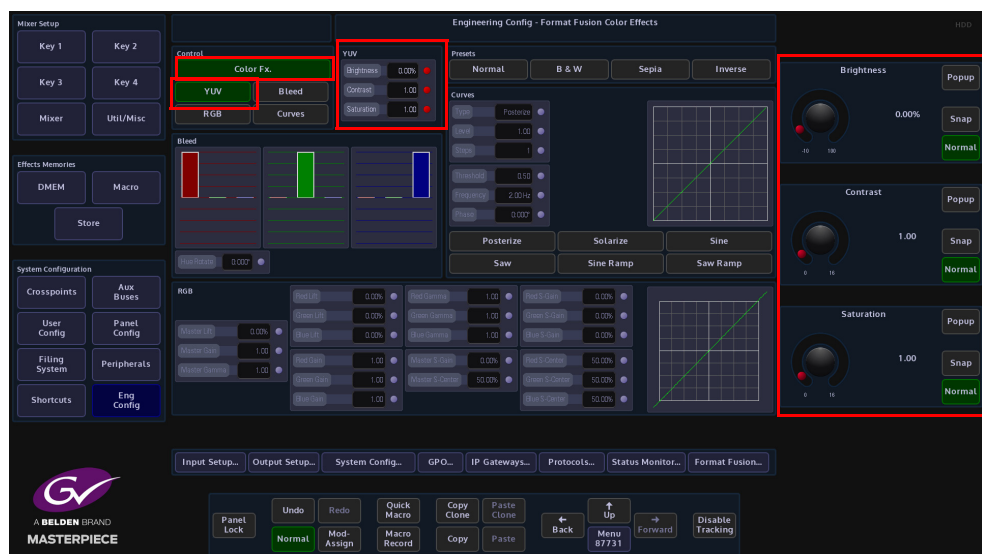 Mixer Setup
Key 1
Key 2
Key 3
Key 4
Mixer
Util/Misc
Effects Memories
DMEM
Macro
Store
System Configuration
Crosspoints
Aux
Buses
User
Config
Panel
Config
Filing
System
Peripherals
Shortcuts
Eng
Config
A BELDEN BRAND
MASTERPIECE
Engineering Config - Format Fusion Color Effects
HDD
Control
Color Fx.
YUV
Bleed
RGB
Curves
YUV
Brightness 0.00%
Contrast 1.00
Saturation 1.00
Presets
Normal
B & W
Sepia
Inverse
Curves
Type Posterize
Level 1.00
Steps 1
Threshold 0.50
Frequency 2.00Hz
Phase 0.000°
Posterize
Solarize
Sine
Saw
Sine Ramp
Saw Ramp
Bleed
Hue Rotate 0.000°
RGB
Master Lift 0.00%
Master Gain 1.00
Master Gamma 1.00
Red Lift 0.00%
Green Lift 0.00%
Blue Lift 0.00%
Red Gain 1.00
Green Gain 1.00
Blue Gain 1.00
Red Gamma 1.00
Green Gamma 1.00
Blue Gamma 1.00
Master S-Gain 0.00%
Master S-Center 50.00%
Red S-Gain 0.00%
Green S-Gain 0.00%
Blue S-Gain 0.00%
Red S-Center 50.00%
Green S-Center 50.00%
Blue S-Center 50.00%
Brightness
Popup
0.00%
Snap
-10 100
Normal
Contrast
Popup
1.00
Snap
0 16
Normal
Saturation
Popup
1.00
Snap
0 16
Normal
Input Setup...
Output Setup...
System Config...
GPO...
IP Gateways...
Protocols...
Status Monitor...
Format Fusion...
Panel
Lock
Undo
Redo
Normal
Mod-
Assign
Quick
Macro
Macro
Record
Copy
Clone
Paste
Clone
Copy
Paste
← Back
↑ Up
Menu
87731
→ Forward
Disable
Tracking